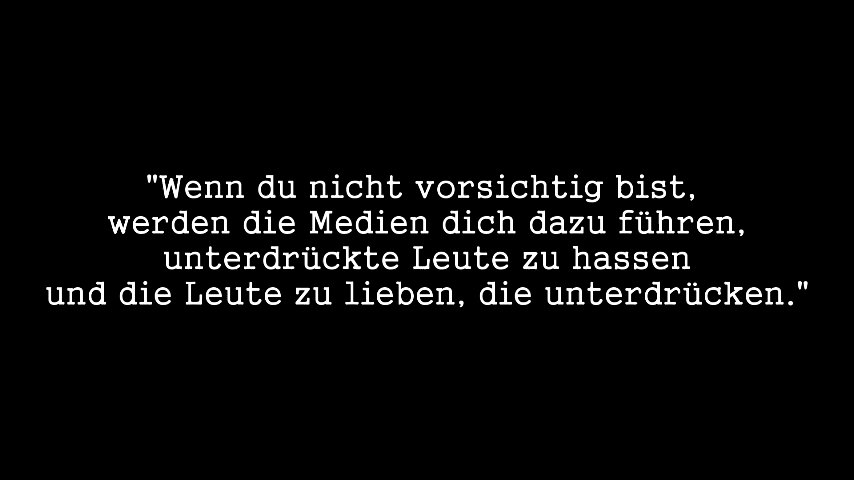 "Wenn du nicht vorsichtig bist,
werden die Medien dich dazu führen,
unterdrückte Leute zu hassen
und die Leute zu lieben, die unterdrücken."